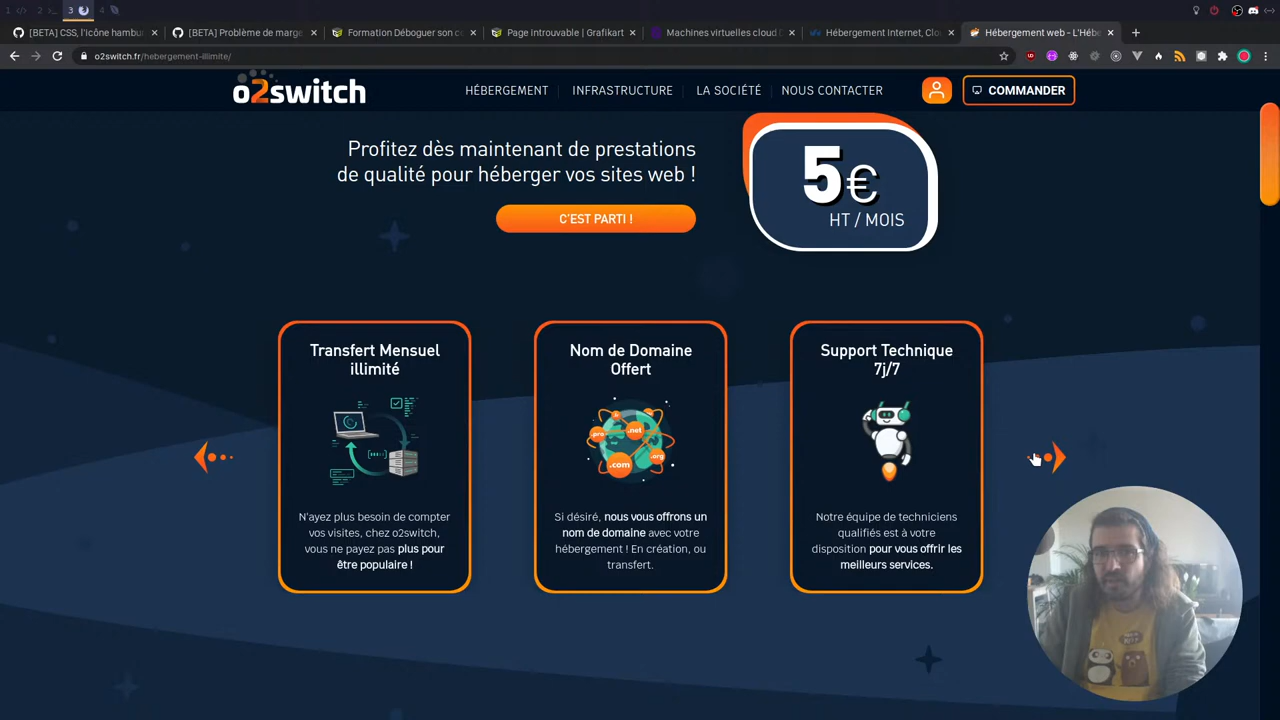 1 </> 2 >_ 3 4
[BETA] CSS, l'icône hambu × [BETA] Problème de marge × Formation Déboguer son c × Page introuvable | Grafikart × Machines virtuelles cloud × Hébergement Internet, Clo × Hébergement web - L'Hébe × +
o2switch.fr/hebergement-illimite/
o2switch HÉBERGEMENT INFRASTRUCTURE LA SOCIÉTÉ NOUS CONTACTER COMMANDER
Profitez dès maintenant de prestations
de qualité pour héberger vos sites web !
C'EST PARTI !
5€
HT / MOIS
Transfert Mensuel
illimité
N'ayez plus besoin de compter
vos visites, chez o2switch,
vous ne payez pas plus pour
être populaire !
Nom de Domaine
Offert
.pro
.net
.org
.com
Si désiré, nous vous offrons un
nom de domaine avec votre
hébergement ! En création, ou
transfert.
Support Technique
7j/7
Notre équipe de techniciens
qualifiés est à votre
disposition pour vous offrir les
meilleurs services.